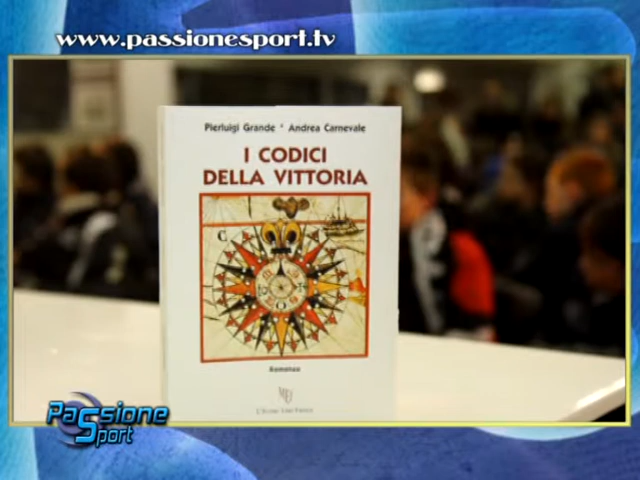 www.passionesport.tv
Pierluigi Grande * Andrea Carnevale
I CODICI
DELLA VITTORIA
C
Romanzo
Passione
Sport